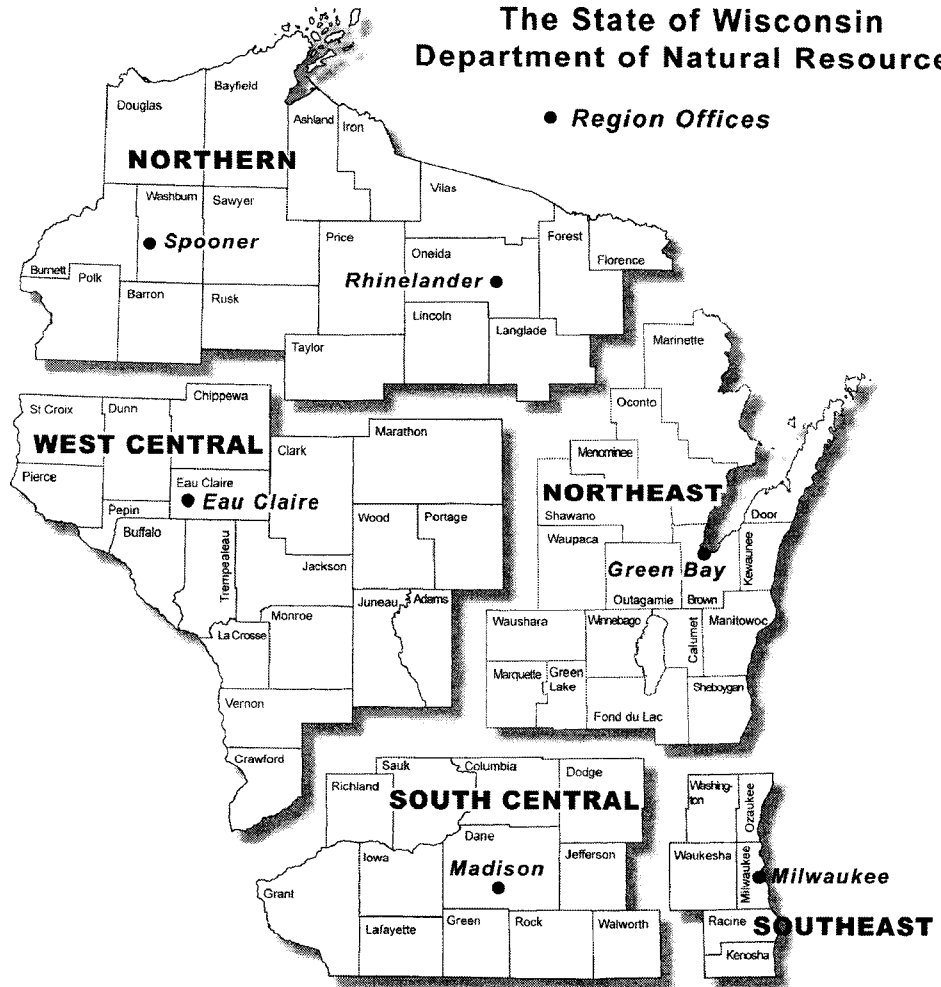 The State of Wisconsin
Department of Natural Resource
• Region Offices
Douglas
Bayfield
Ashland
Iron
NORTHERN
Vilas
Washburn
Sawyer
Spooner
Price
Oneida
Forest
Florence
Burnett
Polk
Rhinelander
Barron
Rusk
Lincoln
Langlade
Taylor
Marinette
Chippewa
St Croix
Dunn
WEST CENTRAL
Clark
Marathon
Oconto
Menominee
Pierce
Eau Claire
Eau Claire
NORTHEAST
Pepin
Buffalo
Wood
Portage
Shawano
Door
Waupaca
Trempealeau
Jackson
Green Bay
Kewaunee
Juneau
Adams
Outagamie
Brown
La Crosse
Monroe
Waushara
Winnebago
Calumet
Manitowoc
Marquette
Green
Lake
Sheboygan
Vernon
Fond du Lac
Crawford
Sauk
Columbia
Dodge
Richland
SOUTH CENTRAL
Washing-
ton
Ozaukee
Dane
Iowa
Jefferson
Waukesha
Milwaukee
Milwaukee
Madison
Grant
Lafayette
Green
Rock
Walworth
Racine
SOUTHEAST
Kenosha